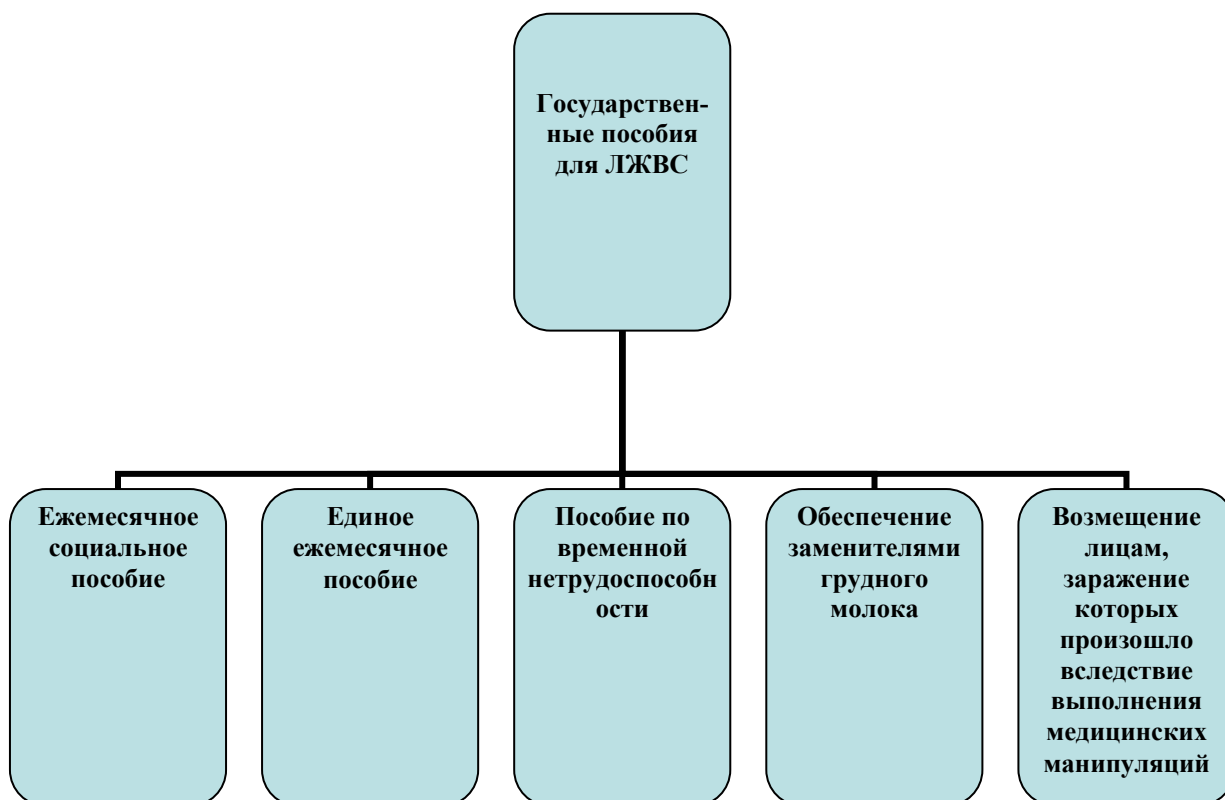 Государствен-
ные пособия
для ЛЖВС
Ежемесячное
социальное
пособие
Единое
ежемесячное
пособие
Пособие по
временной
нетрудоспособн
ости
Обеспечение
заменителями
грудного
молока
Возмещение
лицам,
заражение
которых
произошло
вследствие
выполнения
медицинских
манипуляций